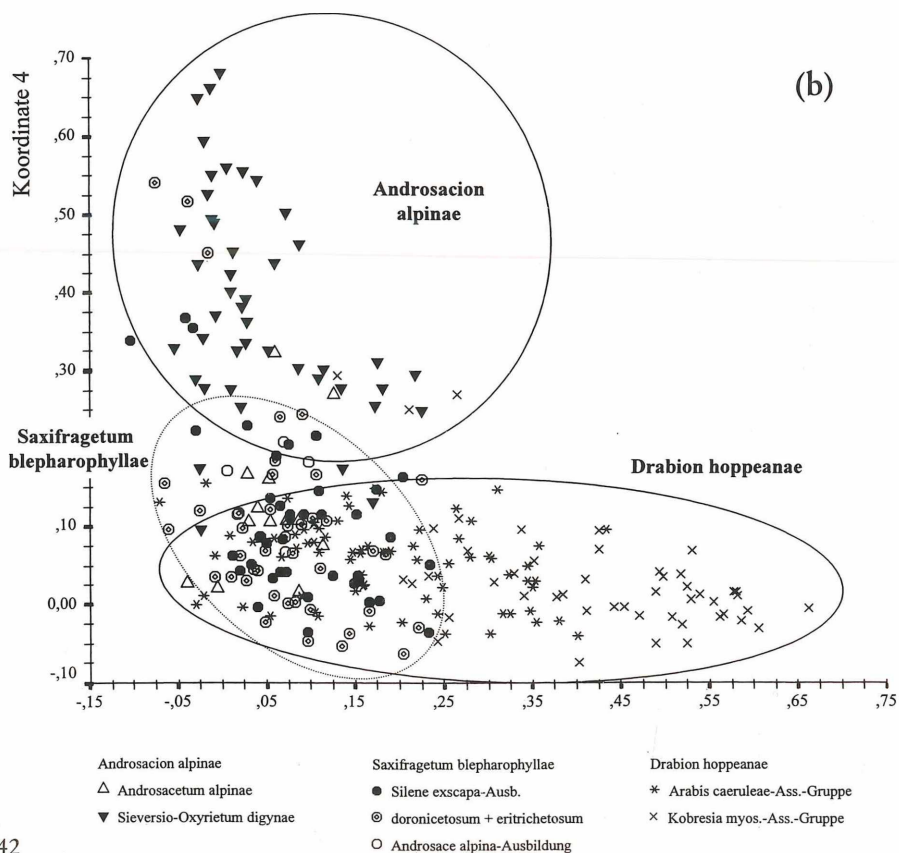 (b)
Koordinate 4
,70
,60
,50
,40
,30
,10
0,00
-,10
Androsacion
alpinae
Saxifragetum
blepharophyllae
Drabion hoppeanae
-,15 -,05 ,05 ,15 ,25 ,35 ,45 ,55 ,65 ,75
Androsacion alpinae
△ Androsacetum alpinae
▼ Sieversio-Oxyrietum digynae
Saxifragetum blepharophyllae
● Silene exscapa-Ausb.
◎ doronicetosum + eritrichetosum
○ Androsace alpina-Ausbildung
Drabion hoppeanae
* Arabis caeruleae-Ass.-Gruppe
× Kobresia myos.-Ass.-Gruppe
42